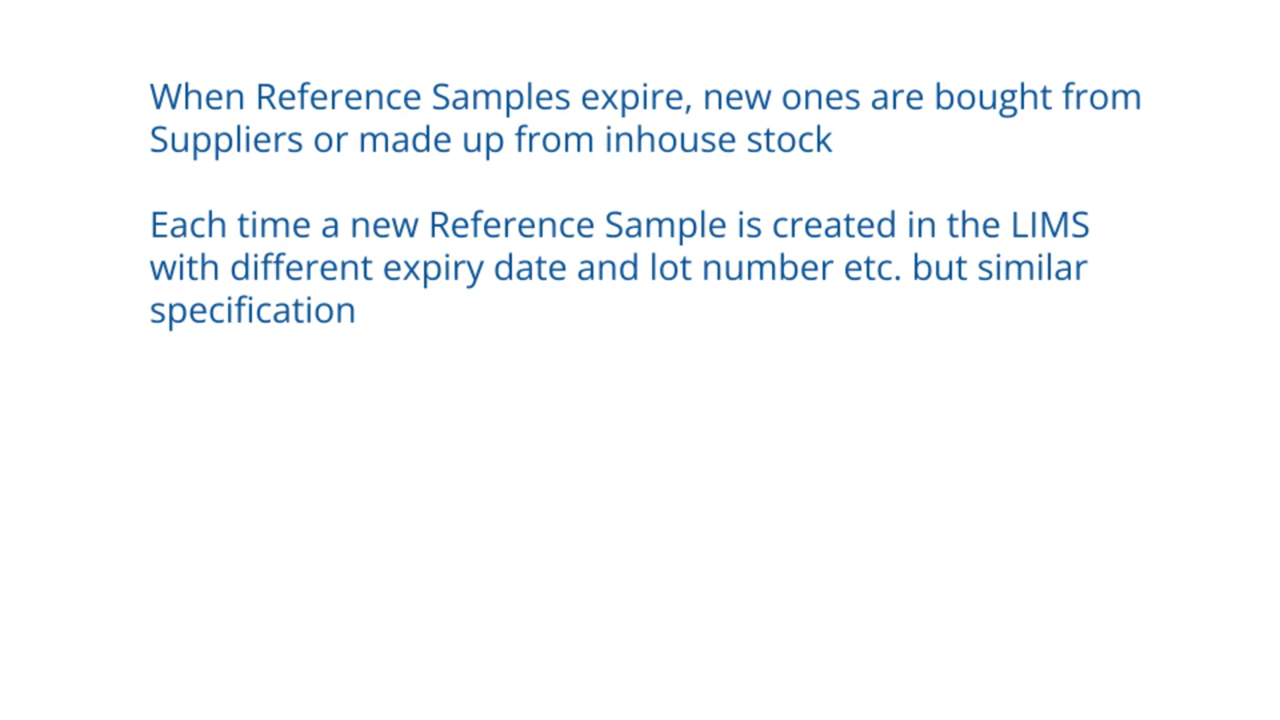 When Reference Samples expire, new ones are bought from
Suppliers or made up from inhouse stock
Each time a new Reference Sample is created in the LIMS
with different expiry date and lot number etc. but similar
specification